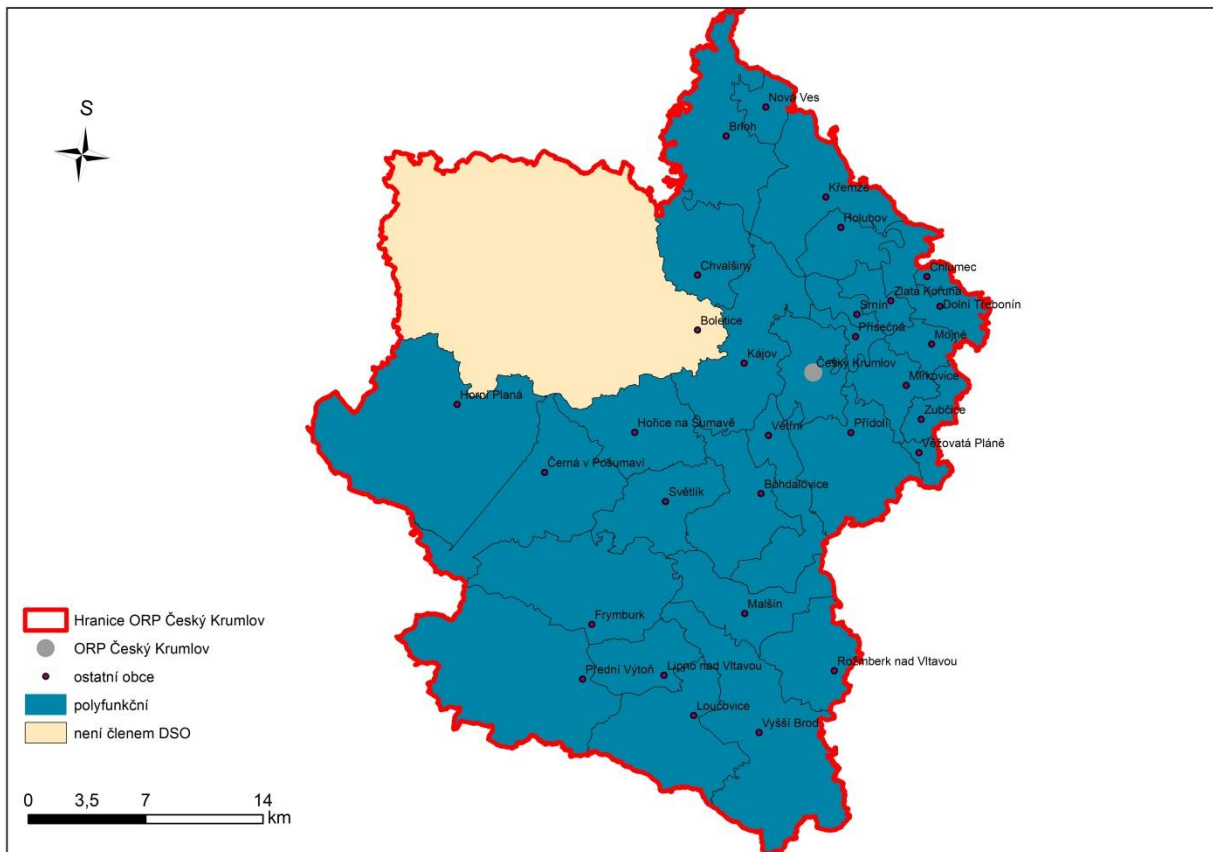 S
Nová Ves
Brloh
Křemže
Holubov
Chvalšiny
Chlumec
Zlatá Koruna
Dolní Třebonín
Srnín
Boletice
Přísečná
Mojné
Kájov
Český Krumlov
Mirkovice
Horní Planá
Zubčice
Hořice na Šumavě
Větřní
Přídolí
Věžovatá Pláně
Černá v Pošumaví
Světlík
Bohdalovice
Malšín
Frymburk
Rožmberk nad Vltavou
Přední Výtoň
Lipno nad Vltavou
Loučovice
Vyšší Brod
Hranice ORP Český Krumlov
ORP Český Krumlov
ostatní obce
polyfunkční
není členem DSO
0 3,5 7 14
km